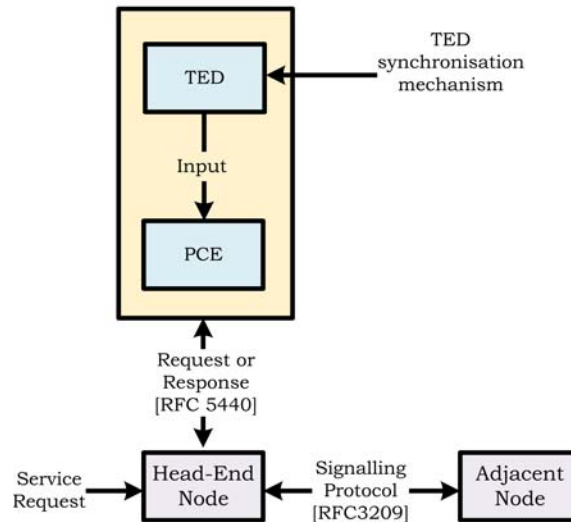 TED
TED
synchronisation
mechanism
Input
PCE
Request or
Response
[RFC 5440]
Service
Request
Head-End
Node
Signalling
Protocol
[RFC3209]
Adjacent
Node